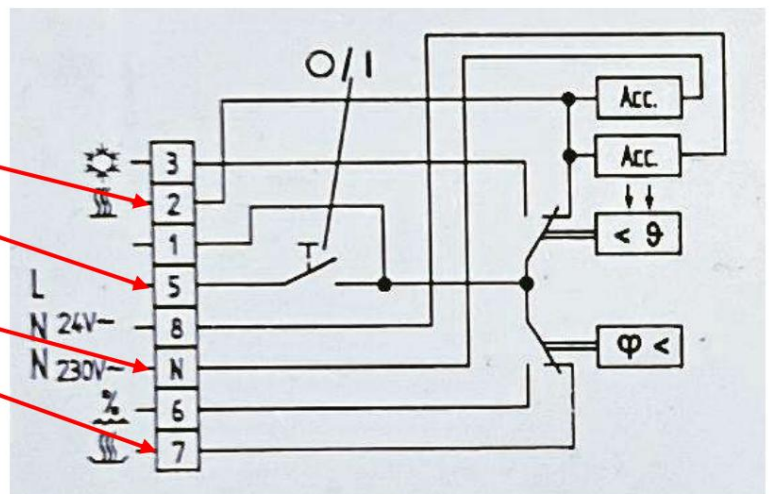 O/I
Acc.
3
Acc.
2
1
< ϑ
L 5
N 24V~ 8
N 230V~ N
φ <
% 6
7